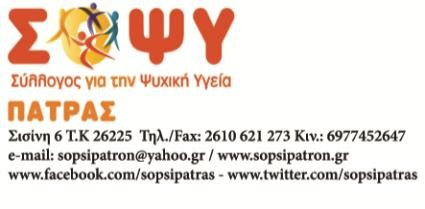 ΣΟΨΥ
Σύλλογος για την Ψυχική Υγεία
ΠΑΤΡΑΣ
Σισίνη 6 Τ.Κ 26225 Τηλ./Fax: 2610 621 273 Κιν.: 6977452647
e-mail: sopsipatron@yahoo.gr / www.sopsipatron.gr
www.facebook.com/sopsipatras - www.twitter.com/sopsipatras